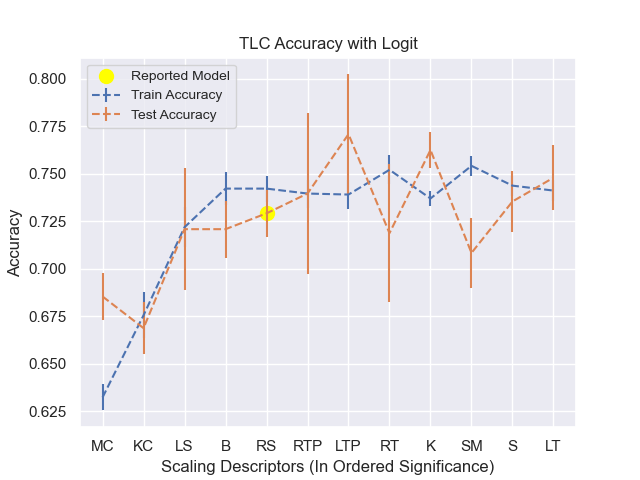 TLC Accuracy with Logit
Reported Model
Train Accuracy
Test Accuracy
0.800
0.775
0.750
0.725
0.700
0.675
0.650
0.625
Accuracy
MC KC LS B RS RTP LTP RT K SM S LT
Scaling Descriptors (In Ordered Significance)